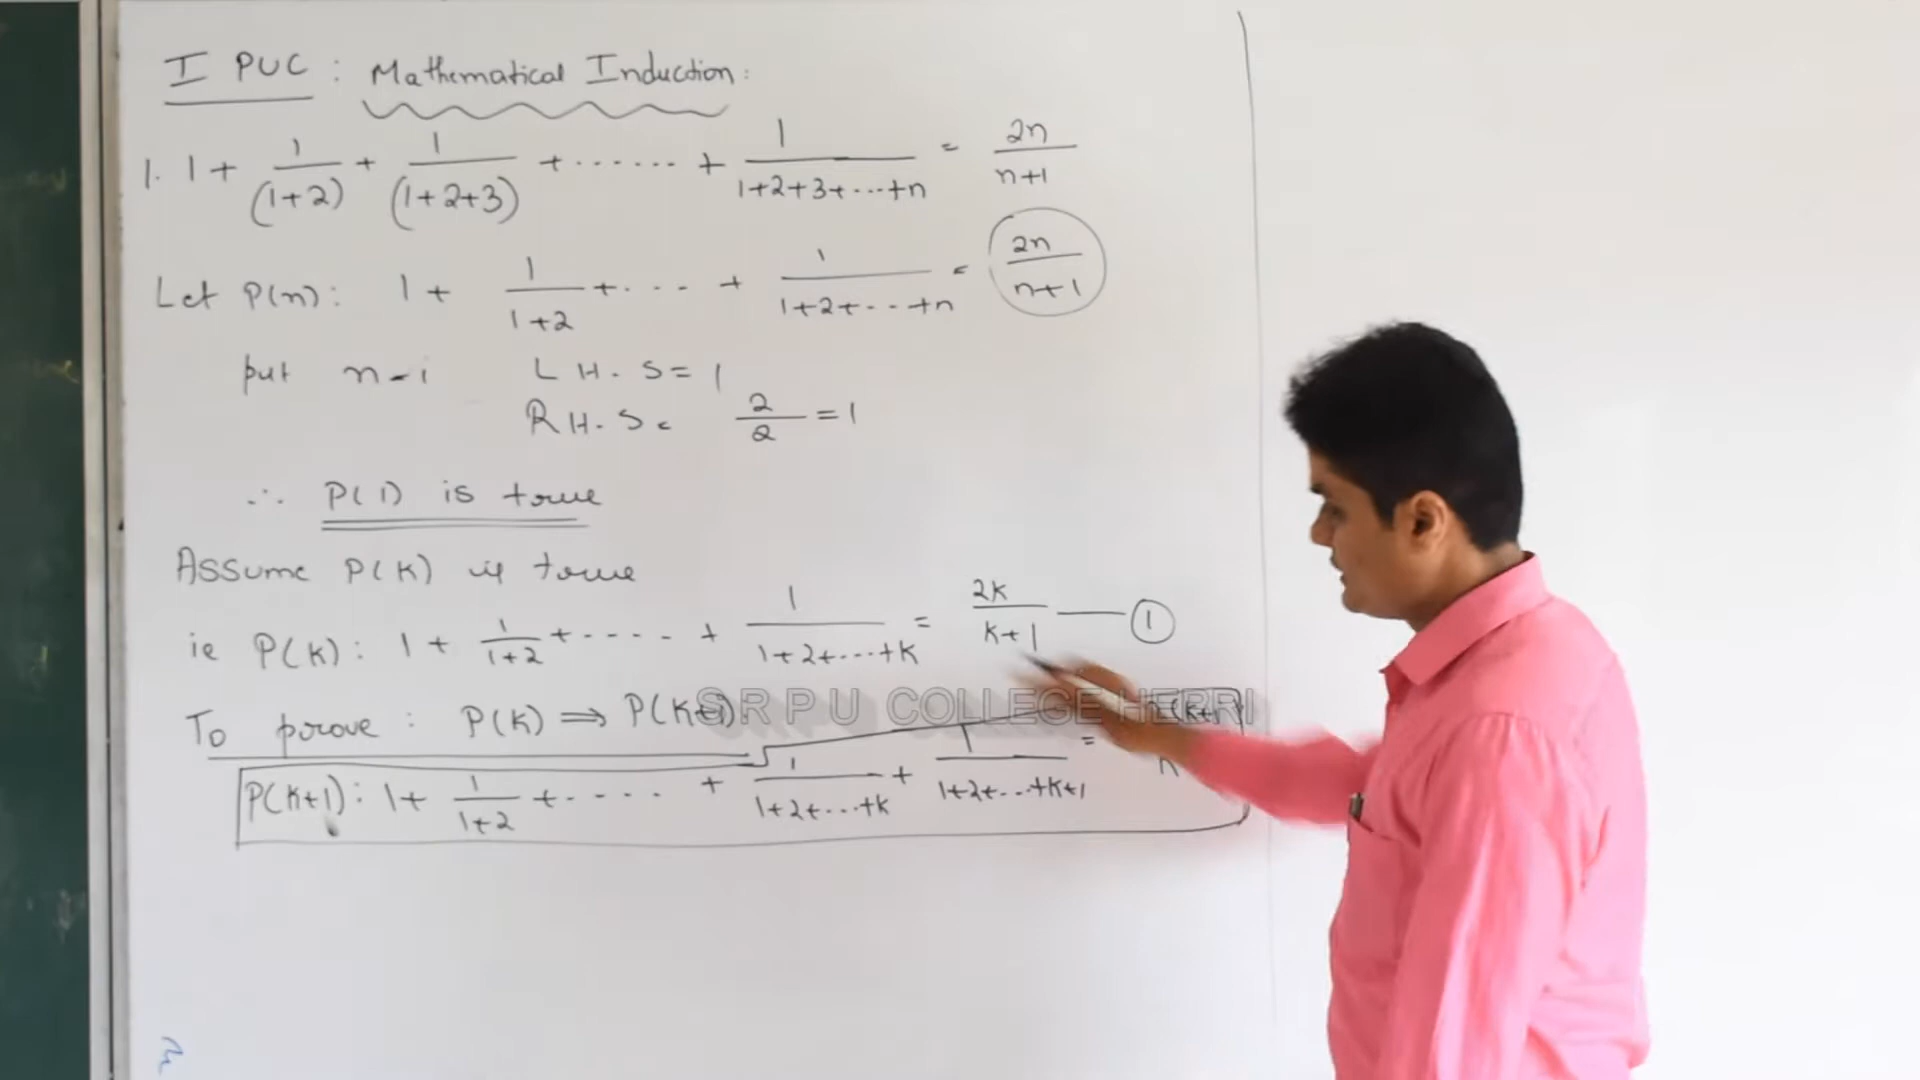 I PUC : Mathematical Induction:
1. 1 + 1/(1+2) + 1/(1+2+3) + ....... + 1/1+2+3+...+n = 2n/n+1
Let P(n): 1 + 1/1+2 + .... + 1/1+2+...+n = 2n/n+1
put n=1 L H.S = 1
R H.S = 2/2 = 1
∴ P(1) is true
Assume P(K) is true
ie P(K): 1 + 1/1+2 + ..... + 1/1+2+...+K = 2K/K+1 — 1
To prove : P(K) ⇒ P(K+1)
S R P U COLLEGE HERRI
P(K+1): 1+ 1/1+2 + ..... + 1/1+2+...+K + 1/1+2+...+K+1 =